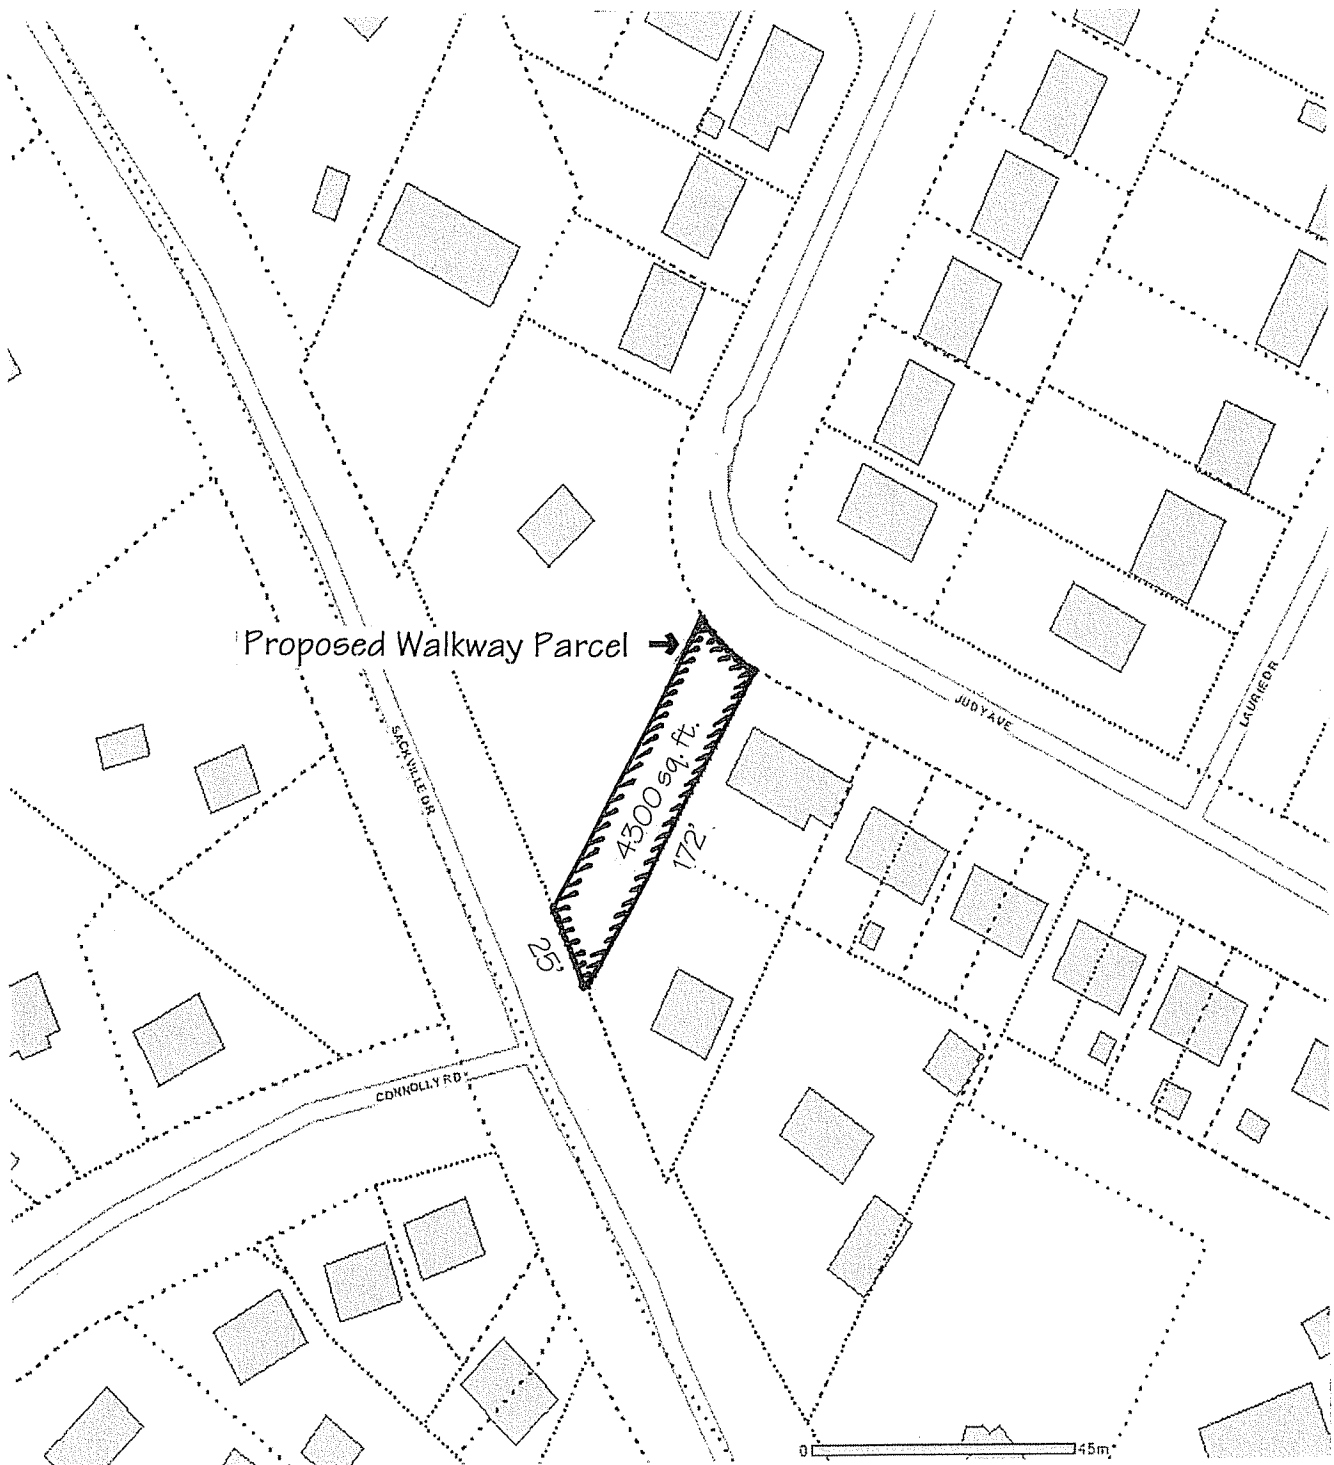 Proposed Walkway Parcel
SACKVILLE DR
JUDY AVE
LAURIE DR
4300 sq. ft.
172'
25'
CONNOLLY RD
0 45m